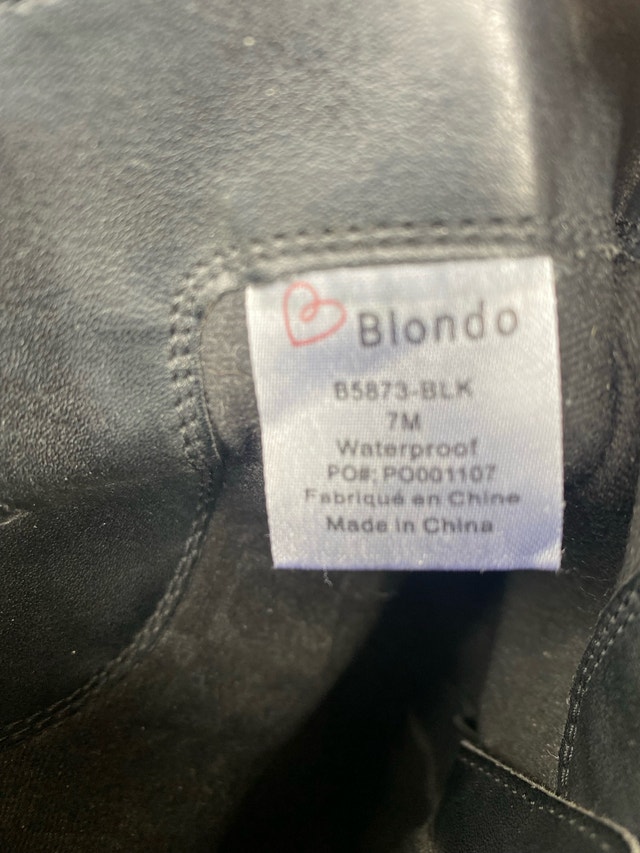 Blondo
B5873-BLK
7M
Waterproof
PO#: PO001107
Fabriqué en Chine
Made in China